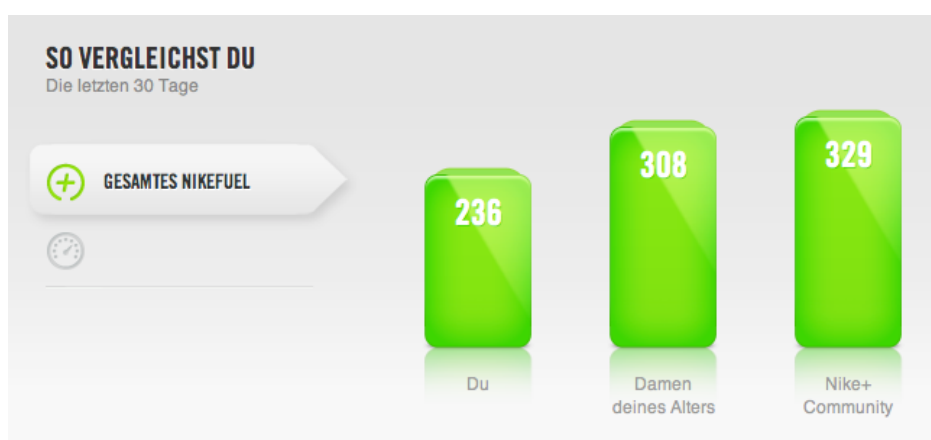 SO VERGLEICHST DU
Die letzten 30 Tage
GESAMTES NIKEFUEL
236
308
329
Du
Damen
deines Alters
Nike+
Community